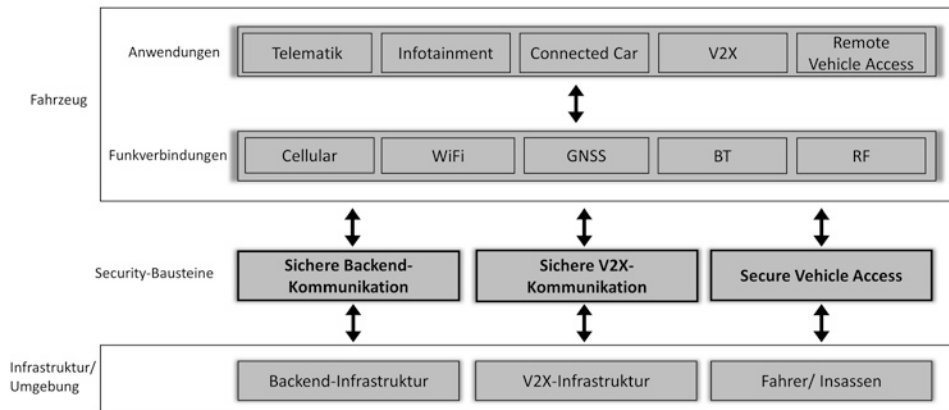 Anwendungen
Telematik
Infotainment
Connected Car
V2X
Remote
Vehicle Access
Fahrzeug
Funkverbindungen
Cellular
WiFi
GNSS
BT
RF
Security-Bausteine
Sichere Backend-
Kommunikation
Sichere V2X-
Kommunikation
Secure Vehicle Access
Infrastruktur/
Umgebung
Backend-Infrastruktur
V2X-Infrastruktur
Fahrer/ Insassen